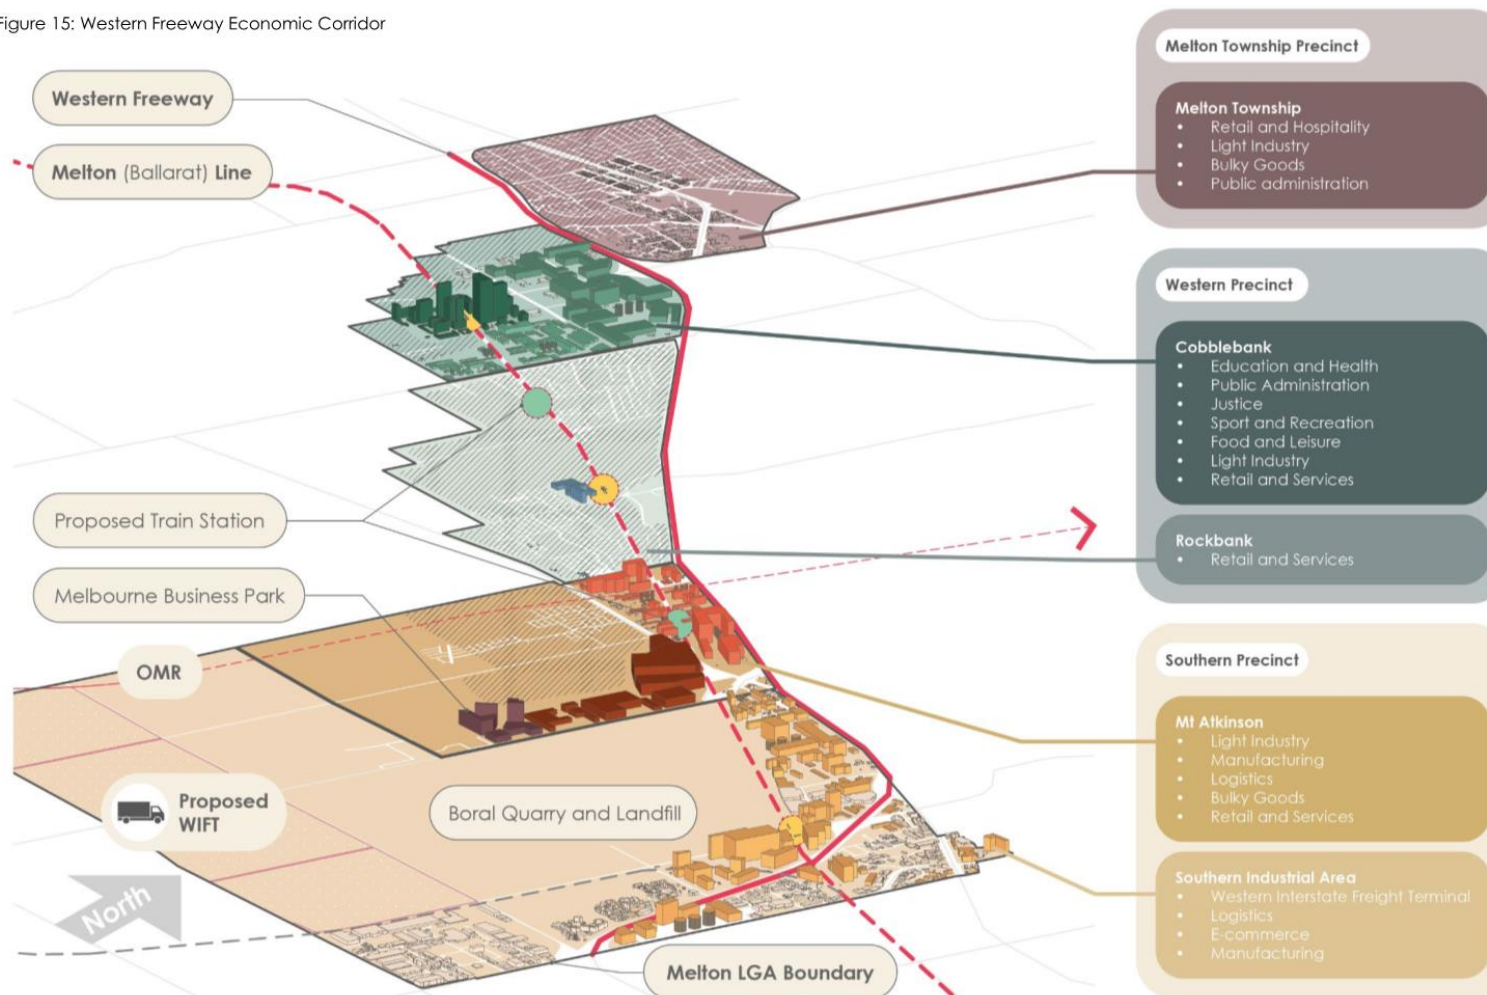 Figure 15: Western Freeway Economic Corridor
Western Freeway
Melton (Ballarat) Line
Proposed Train Station
Melbourne Business Park
OMR
Proposed
WIFT
Boral Quarry and Landfill
North
Melton LGA Boundary
Melton Township Precinct
Melton Township
• Retail and Hospitality
• Light Industry
• Bulky Goods
• Public administration
Western Precinct
Cobblebank
• Education and Health
• Public Administration
• Justice
• Sport and Recreation
• Food and Leisure
• Light Industry
• Retail and Services
Rockbank
• Retail and Services
Southern Precinct
Mt Atkinson
• Light Industry
• Manufacturing
• Logistics
• Bulky Goods
• Retail and Services
Southern Industrial Area
• Western Interstate Freight Terminal
• Logistics
• E-commerce
• Manufacturing